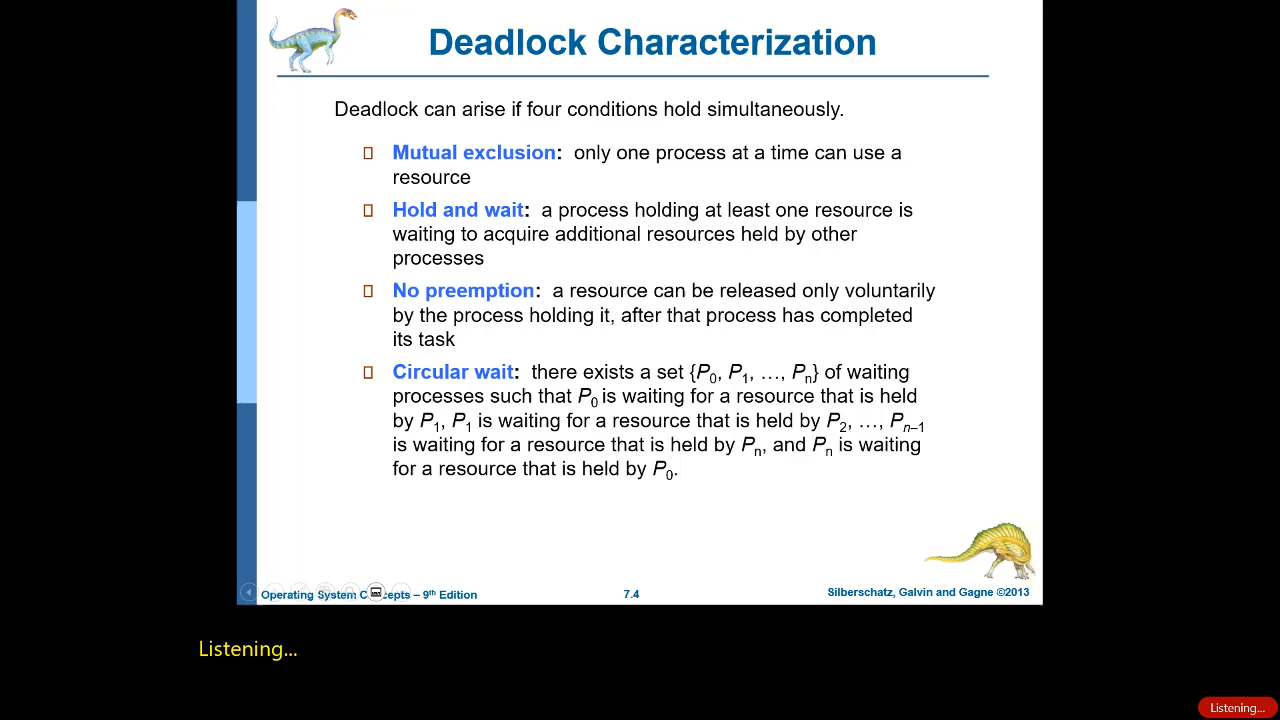 Deadlock Characterization
Deadlock can arise if four conditions hold simultaneously.
Mutual exclusion: only one process at a time can use a
resource
Hold and wait: a process holding at least one resource is
waiting to acquire additional resources held by other
processes
No preemption: a resource can be released only voluntarily
by the process holding it, after that process has completed
its task
Circular wait: there exists a set {P0, P1, …, Pn} of waiting
processes such that P0 is waiting for a resource that is held
by P1, P1 is waiting for a resource that is held by P2, …, Pn–1
is waiting for a resource that is held by Pn, and Pn is waiting
for a resource that is held by P0.
Operating System Concepts – 9th Edition
7.4
Silberschatz, Galvin and Gagne ©2013
Listening...
Listening...